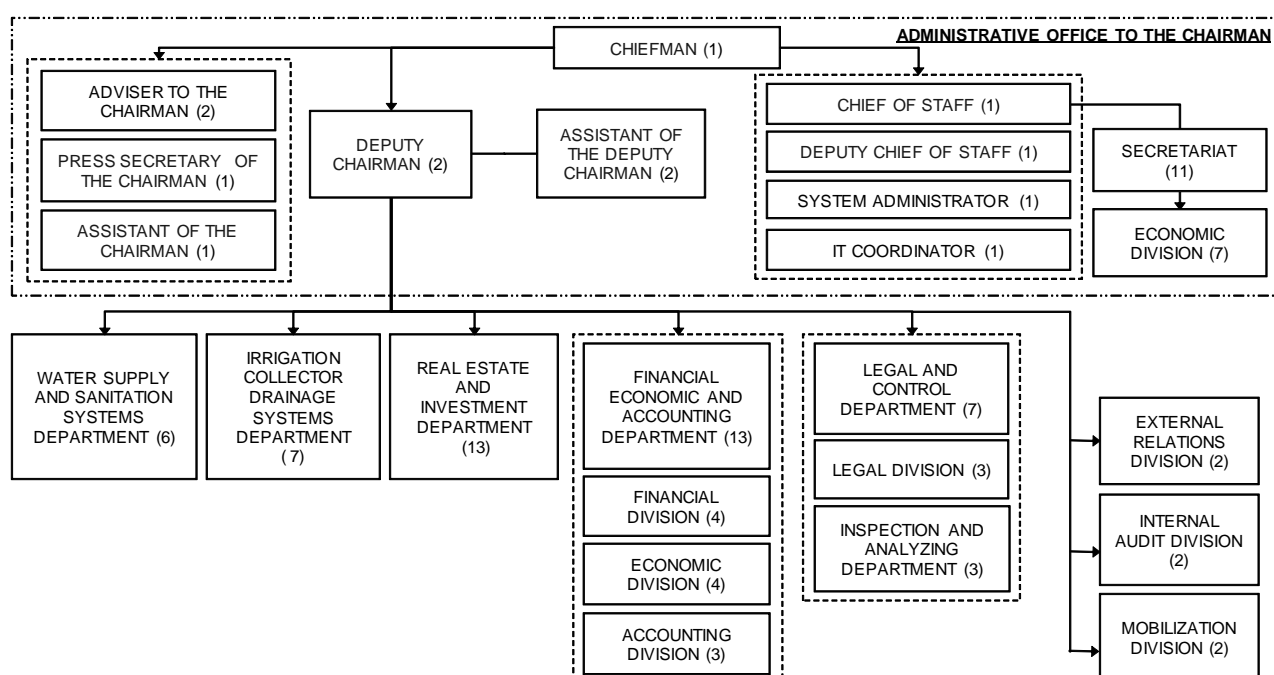 ADMINISTRATIVE OFFICE TO THE CHAIRMAN
CHIEFMAN (1)
ADVISER TO THE
CHAIRMAN (2)
PRESS SECRETARY OF
THE CHAIRMAN (1)
ASSISTANT OF THE
CHAIRMAN (1)
DEPUTY
CHAIRMAN (2)
ASSISTANT OF
THE DEPUTY
CHAIRMAN (2)
CHIEF OF STAFF (1)
DEPUTY CHIEF OF STAFF (1)
SYSTEM ADMINISTRATOR (1)
IT COORDINATOR (1)
SECRETARIAT
(11)
ECONOMIC
DIVISION (7)
WATER SUPPLY
AND SANITATION
SYSTEMS
DEPARTMENT (6)
IRRIGATION
COLLECTOR
DRAINAGE
SYSTEMS
DEPARTMENT
(7)
REAL ESTATE
AND
INVESTMENT
DEPARTMENT
(13)
FINANCIAL
ECONOMIC AND
ACCOUNTING
DEPARTMENT (13)
FINANCIAL
DIVISION (4)
ECONOMIC
DIVISION (4)
ACCOUNTING
DIVISION (3)
LEGAL AND
CONTROL
DEPARTMENT (7)
LEGAL DIVISION (3)
INSPECTION AND
ANALYZING
DEPARTMENT (3)
EXTERNAL
RELATIONS
DIVISION (2)
INTERNAL
AUDIT DIVISION
(2)
MOBILIZATION
DIVISION (2)